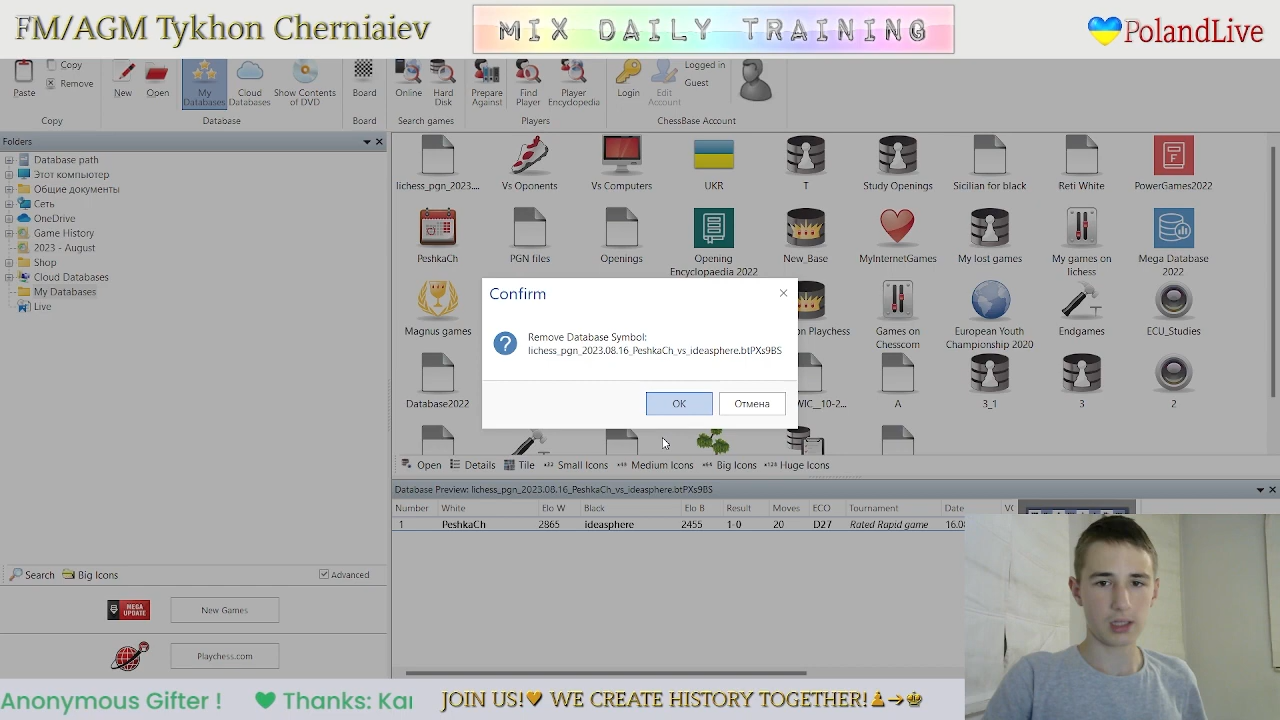 FM/AGM Tykhon Cherniaiev
MIX DAILY TRAINING
PolandLive
Paste
Copy
Remove
New
Open
My Databases
Cloud Databases
Show Contents of DVD
Board
Online
Hard Disk
Prepare Against
Find Player
Player Encyclopedia
Login
Edit Account
Logged in
Guest
Copy
Database
Board
Search games
Players
ChessBase Account
Folders
Database path
Этот компьютер
Общие документы
Сеть
OneDrive
Game History
2023 - August
Shop
Cloud Databases
My Databases
Live
lichess_pgn_2023....
Vs Oponents
Vs Computers
UKR
T
Study Openings
Sicilian for black
Reti White
PowerGames2022
PeshkaCh
PGN files
Openings
Opening Encyclopaedia 2022
New_Base
MyInternetGames
My lost games
My games on lichess
Mega Database 2022
Magnus games
on Playchess
Games on Chesscom
European Youth Championship 2020
Endgames
ECU_Studies
Database2022
WIC__10-2...
A
3_1
3
2
Confirm
Remove Database Symbol:
lichess_pgn_2023.08.16_PeshkaCh_vs_ideasphere.btPXs9BS
OK
Отмена
Open
Details
Tile
Small Icons
Medium Icons
Big Icons
Huge Icons
Database Preview: lichess_pgn_2023.08.16_PeshkaCh_vs_ideasphere.btPXs9BS
Number White Elo W Black Elo B Result Moves ECO Tournament Date
1 PeshkaCh 2865 ideasphere 2455 1-0 20 D27 Rated Rapid game 16.0
Search
Big Icons
Advanced
MEGA UPDATE
New Games
Playchess.com
Anonymous Gifter !
Thanks: Kai
JOIN US! WE CREATE HISTORY TOGETHER!